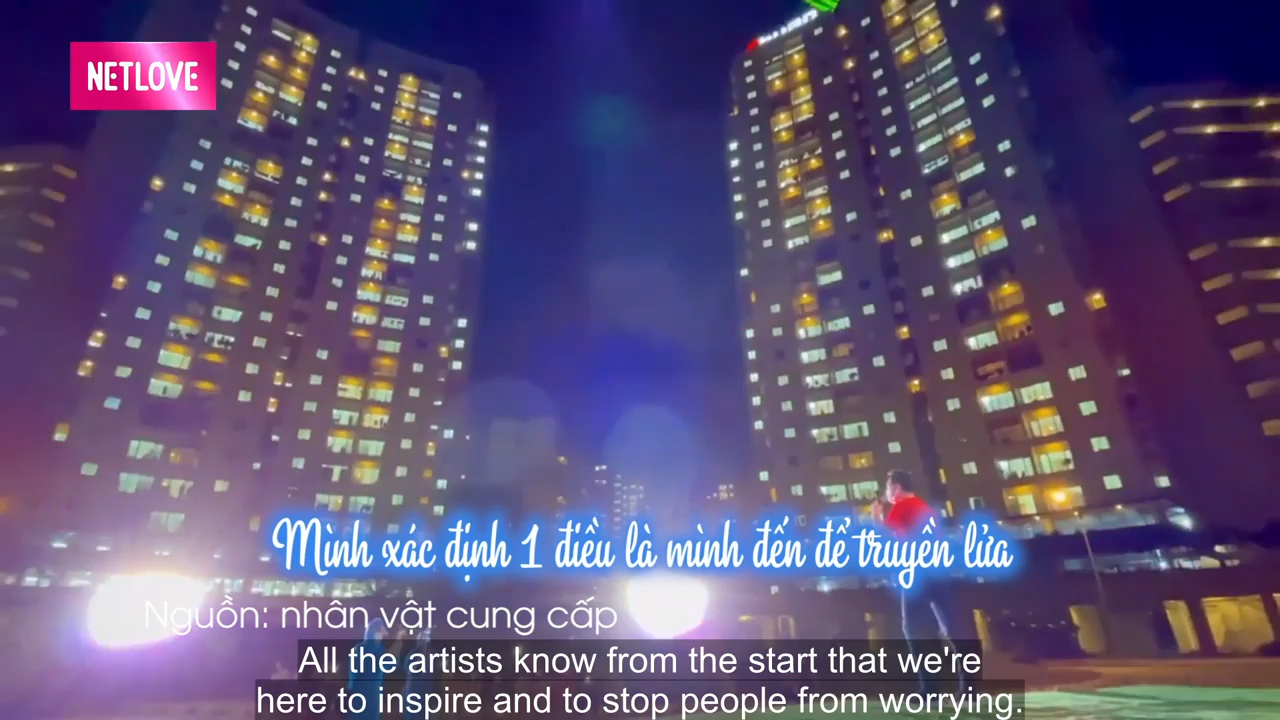 NETLOVE
Mình xác định 1 điều là mình đến để truyền lửa
Nguồn: nhân vật cung cấp
All the artists know from the start that we're
here to inspire and to stop people from worrying.